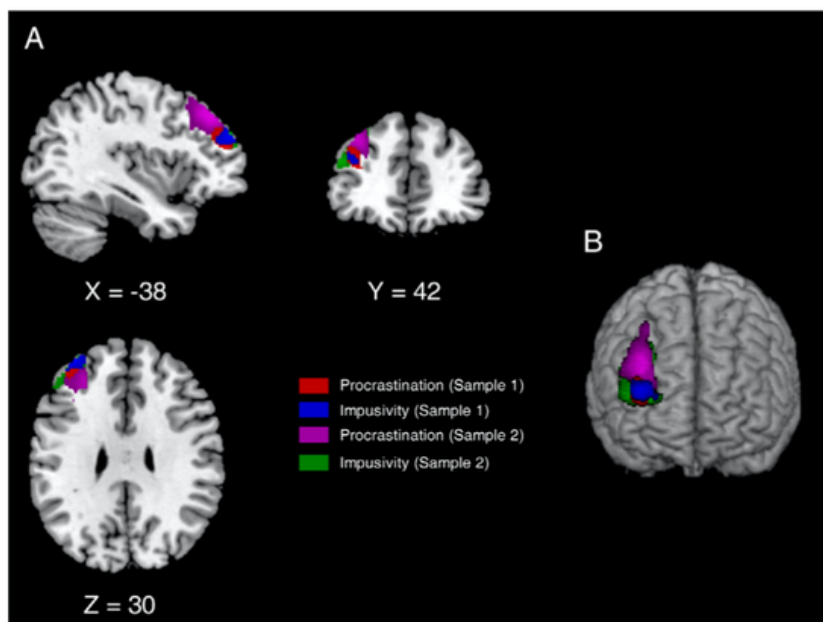 A
X = -38
Y = 42
B
Z = 30
Procrastination (Sample 1)
Impusivity (Sample 1)
Procrastination (Sample 2)
Impusivity (Sample 2)